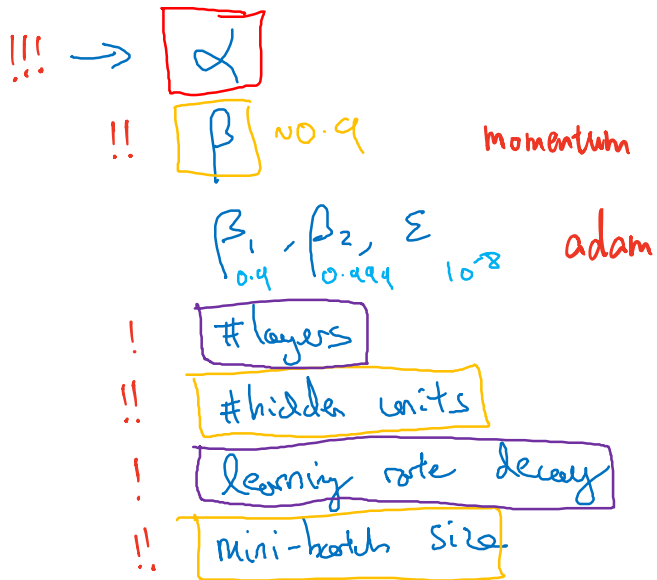 !!! → α
!! β ~0.9 momentum
β₁, β₂, ε adam
0.9 0.999 10⁻⁸
! #layers
!! #hidden units
! learning rate decay
!! mini-batch size